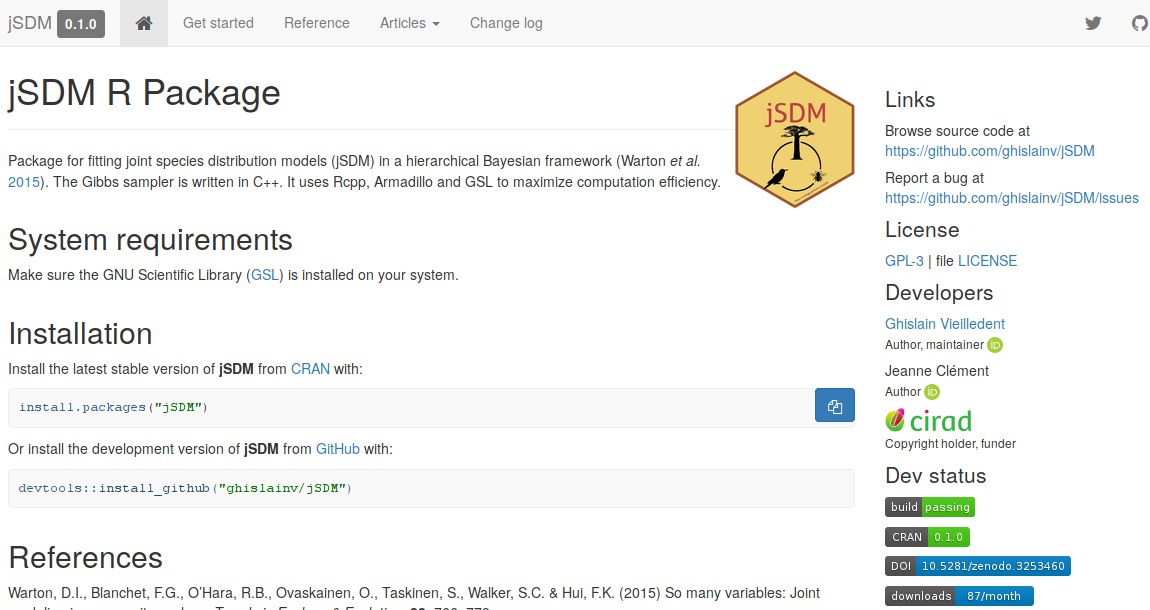 jSDM 0.1.0 Get started Reference Articles Change log
jSDM R Package
jSDM
Package for fitting joint species distribution models (jSDM) in a hierarchical Bayesian framework (Warton et al.
2015). The Gibbs sampler is written in C++. It uses Rcpp, Armadillo and GSL to maximize computation efficiency.
System requirements
Make sure the GNU Scientific Library (GSL) is installed on your system.
Installation
Install the latest stable version of jSDM from CRAN with:
install.packages("jSDM")
Or install the development version of jSDM from GitHub with:
devtools::install_github("ghislainv/jSDM")
References
Warton, D.I., Blanchet, F.G., O'Hara, R.B., Ovaskainen, O., Taskinen, S., Walker, S.C. & Hui, F.K. (2015) So many variables: Joint
Links
Browse source code at
https://github.com/ghislainv/jSDM
Report a bug at
https://github.com/ghislainv/jSDM/issues
License
GPL-3 | file LICENSE
Developers
Ghislain Vieilledent
Author, maintainer iD
Jeanne Clément
Author iD
cirad
Copyright holder, funder
Dev status
build passing
CRAN 0.1.0
DOI 10.5281/zenodo.3253460
downloads 87/month